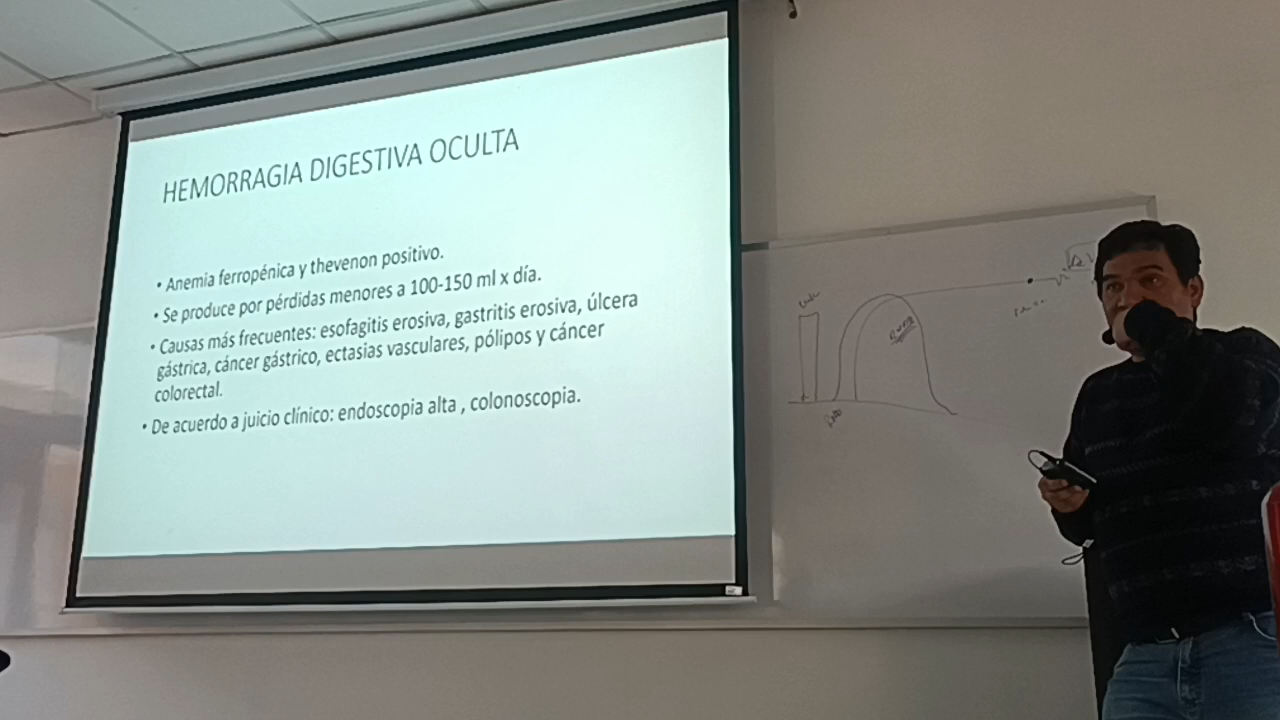 HEMORRAGIA DIGESTIVA OCULTA
• Anemia ferropénica y thevenon positivo.
• Se produce por pérdidas menores a 100-150 ml x día.
• Causas más frecuentes: esofagitis erosiva, gastritis erosiva, úlcera
gástrica, cáncer gástrico, ectasias vasculares, pólipos y cáncer
colorectal.
• De acuerdo a juicio clínico: endoscopia alta , colonoscopia.